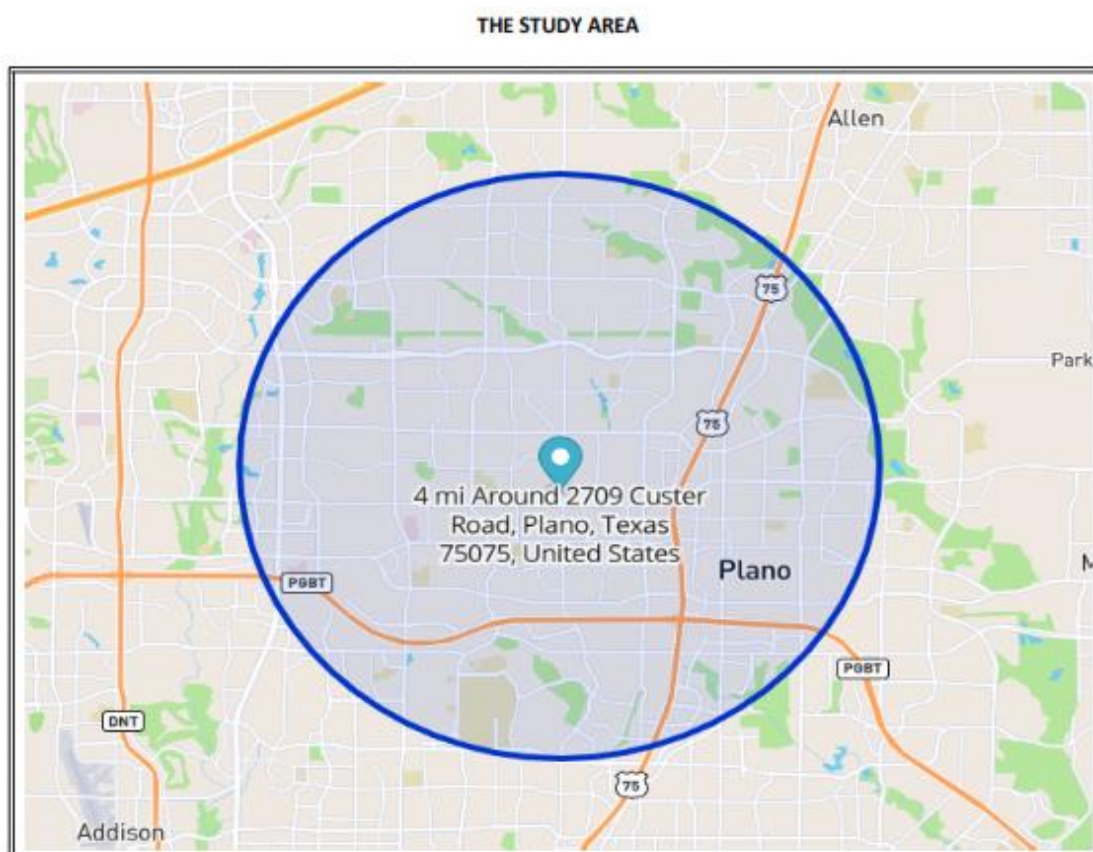 THE STUDY AREA
Allen
75
Park
75
4 mi Around 2709 Custer
Road, Plano, Texas
75075, United States
Plano
M
PGBT
PGBT
DNT
75
Addison